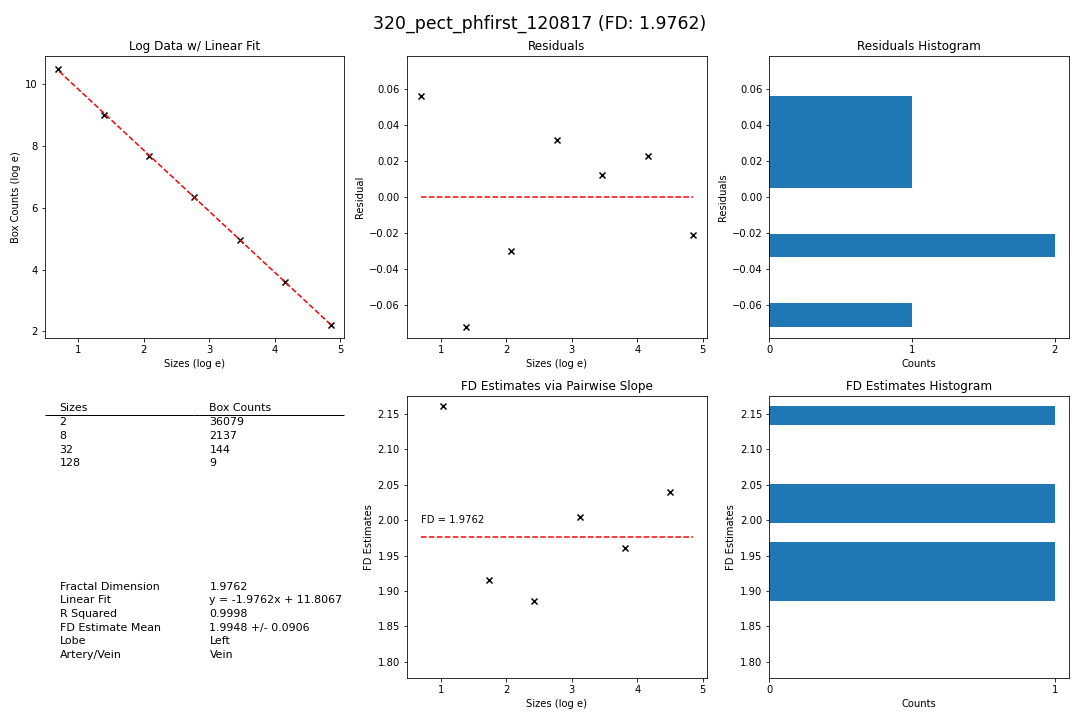 320_pect_phfirst_120817 (FD: 1.9762)
Log Data w/ Linear Fit
Box Counts (log e)
10
8
6
4
2
1 2 3 4 5
Sizes (log e)
Residuals
Residual
0.06
0.04
0.02
0.00
−0.02
−0.04
−0.06
1 2 3 4 5
Sizes (log e)
Residuals Histogram
Residuals
0.06
0.04
0.02
0.00
−0.02
−0.04
−0.06
0 1 2
Counts
Sizes Box Counts
2 36079
8 2137
32 144
128 9
Fractal Dimension 1.9762
Linear Fit y = -1.9762x + 11.8067
R Squared 0.9998
FD Estimate Mean 1.9948 +/- 0.0906
Lobe Left
Artery/Vein Vein
FD Estimates via Pairwise Slope
FD Estimates
2.15
2.10
2.05
2.00
1.95
1.90
1.85
1.80
FD = 1.9762
1 2 3 4 5
Sizes (log e)
FD Estimates Histogram
FD Estimates
2.15
2.10
2.05
2.00
1.95
1.90
1.85
1.80
0 1
Counts